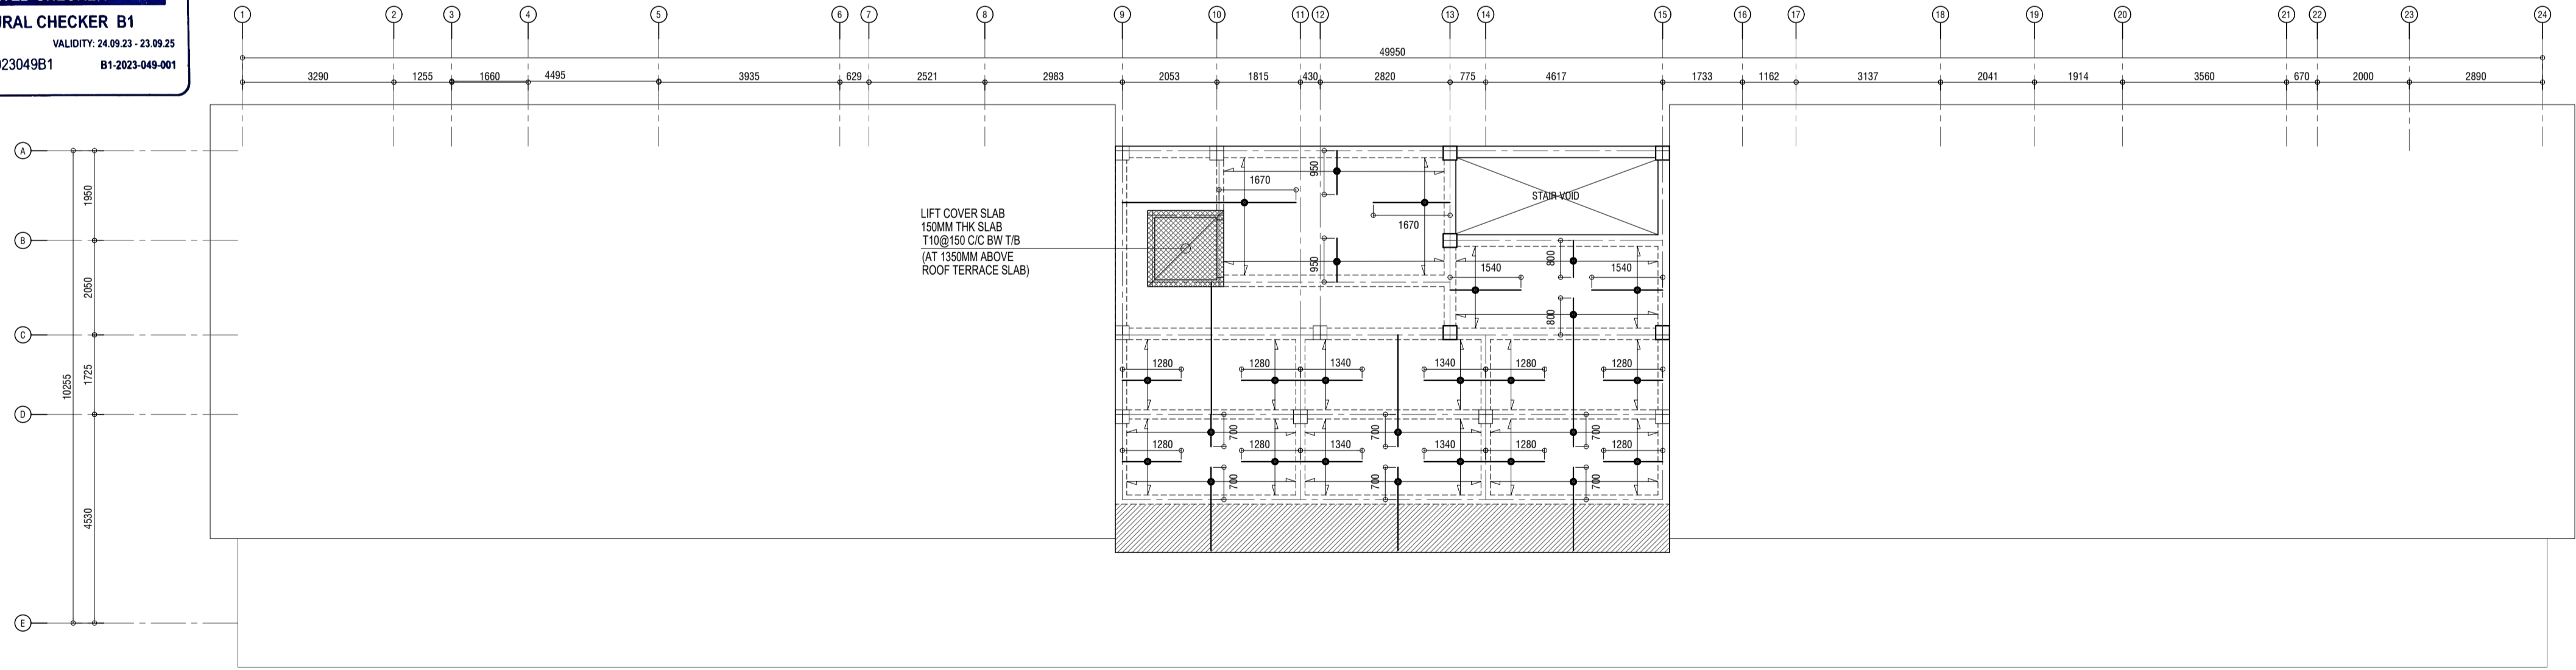 URAL CHECKER B1
VALIDITY: 24.09.23 - 23.09.25
023049B1 B1-2023-049-001
1 2 3 4 5 6 7 8 9 10 11 12 13 14 15 16 17 18 19 20 21 22 23 24
49950
3290 1255 1660 4495 3935 629 2521 2983 2053 1815 430 2820 775 4617 1733 1162 3137 2041 1914 3560 670 2000 2890
A
1950
950
1670
STAIR VOID
LIFT COVER SLAB
150MM THK SLAB
T10@150 C/C BW T/B
(AT 1350MM ABOVE
ROOF TERRACE SLAB)
1670
B
950
800
1540 1540
2050
800
C
1280 1280 1340 1340 1280 1280
1725
10255
D
700 700 700
1280 1280 1340 1340 1280 1280
700 700 700
4530
E